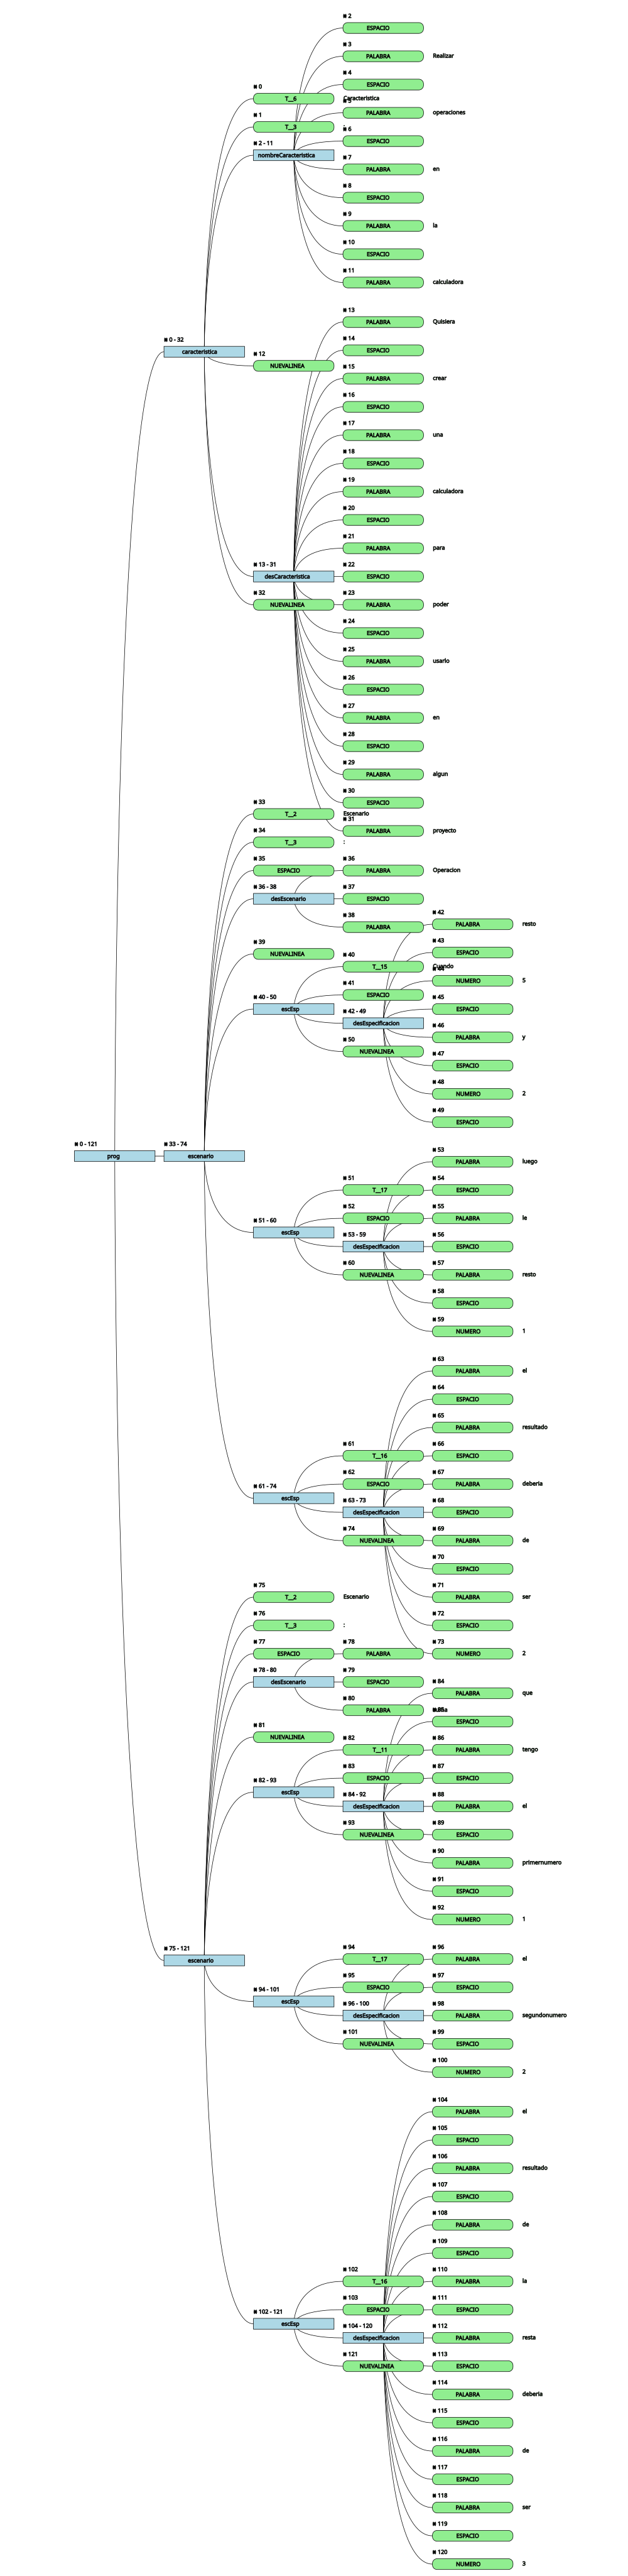 2
ESPACIO
3
PALABRA Realizar
0 4
ESPACIO
T__6 Caracteristica
1 5
PALABRA operaciones
T__3
2 - 11 6
ESPACIO
nombreCaracteristica
7
PALABRA en
8
ESPACIO
9
PALABRA la
10
ESPACIO
11
PALABRA calculadora
13
PALABRA Quisiera
0 - 32 14
caracteristica ESPACIO
12 15
NUEVALINEA
PALABRA crear
16
ESPACIO
17
PALABRA una
18
ESPACIO
19
PALABRA calculadora
20
ESPACIO
21
PALABRA para
13 - 31 22
desCaracteristica ESPACIO
32 23
NUEVALINEA PALABRA poder
24
ESPACIO
25
PALABRA usarlo
26
ESPACIO
27
PALABRA en
28
ESPACIO
29
PALABRA algun
30
33 ESPACIO
T__2 Escenario
31
34 PALABRA proyecto
T__3 :
35 36
ESPACIO PALABRA Operacion
36 - 38 37
desEscenario ESPACIO
38 42
PALABRA PALABRA resto
39 43
NUEVALINEA ESPACIO
40
T__15 Cuando
41 NUMERO 5
ESPACIO 45
40 - 50 42 - 49
escEsp ESPACIO
desEspecificacion 46
50 PALABRA y
NUEVALINEA 47
ESPACIO
48
NUMERO 2
49
ESPACIO
0 - 121 33 - 74 53
prog escenario PALABRA luego
51 54
T__17 ESPACIO
52 55
ESPACIO PALABRA le
51 - 60 53 - 59 56
escEsp
desEspecificacion ESPACIO
60 57
NUEVALINEA PALABRA resto
58
ESPACIO
59
NUMERO 1
63
PALABRA el
64
ESPACIO
65
PALABRA resultado
61 66
T__16 ESPACIO
62 67
ESPACIO PALABRA deberia
61 - 74 63 - 73 68
escEsp
desEspecificacion ESPACIO
74 69
NUEVALINEA PALABRA de
70
ESPACIO
75 71
T__2 Escenario PALABRA ser
76 72
T__3 : ESPACIO
77 78 73
ESPACIO PALABRA NUMERO 2
78 - 80 79
desEscenario ESPACIO 84
PALABRA que
80
PALABRA
ESPACIO
81 82 86
NUEVALINEA
T__11 PALABRA tengo
83 87
ESPACIO ESPACIO
82 - 93 84 - 92 88
escEsp
desEspecificacion PALABRA el
93 89
NUEVALINEA ESPACIO
90
PALABRA primernumero
91
ESPACIO
92
NUMERO 1
75 - 121 94 96
escenario T__17 PALABRA el
95 97
ESPACIO ESPACIO
94 - 101 96 - 100 98
escEsp
desEspecificacion PALABRA segundonumero
101 99
NUEVALINEA ESPACIO
100
NUMERO 2
104
PALABRA el
105
ESPACIO
106
PALABRA resultado
107
ESPACIO
108
PALABRA de
109
ESPACIO
102 110
T__16 PALABRA la
103 111
ESPACIO ESPACIO
102 - 121 104 - 120 112
escEsp
desEspecificacion PALABRA resta
121 113
NUEVALINEA ESPACIO
114
PALABRA deberia
115
ESPACIO
116
PALABRA de
117
ESPACIO
118
PALABRA ser
119
ESPACIO
120
NUMERO 3